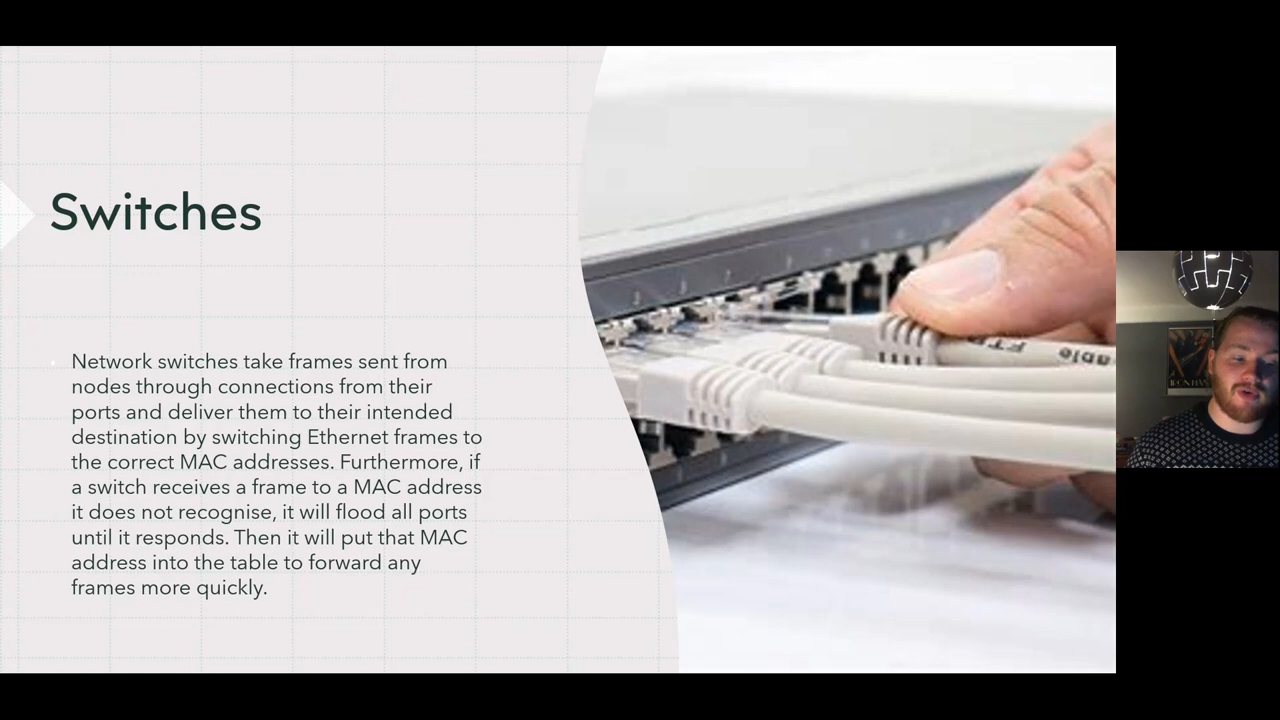 Switches
Network switches take frames sent from
nodes through connections from their
ports and deliver them to their intended
destination by switching Ethernet frames to
the correct MAC addresses. Furthermore, if
a switch receives a frame to a MAC address
it does not recognise, it will flood all ports
until it responds. Then it will put that MAC
address into the table to forward any
frames more quickly.